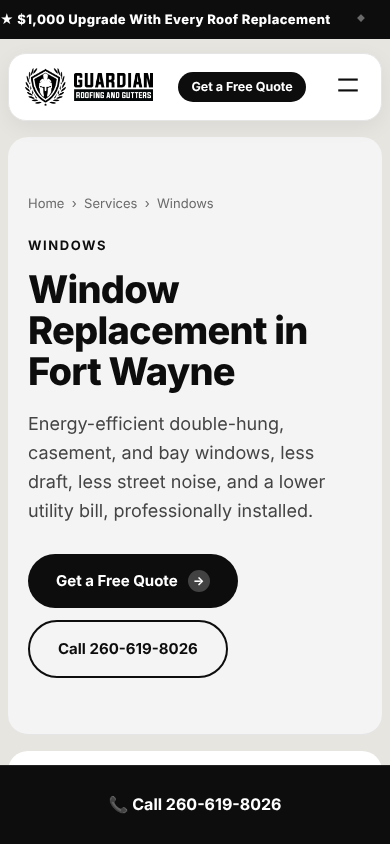 ★ $1,000 Upgrade With Every Roof Replacement ◆
GUARDIAN
ROOFING AND GUTTERS
Get a Free Quote
Home › Services › Windows
WINDOWS
Window
Replacement in
Fort Wayne
Energy-efficient double-hung,
casement, and bay windows, less
draft, less street noise, and a lower
utility bill, professionally installed.
Get a Free Quote →
Call 260-619-8026
📞 Call 260-619-8026